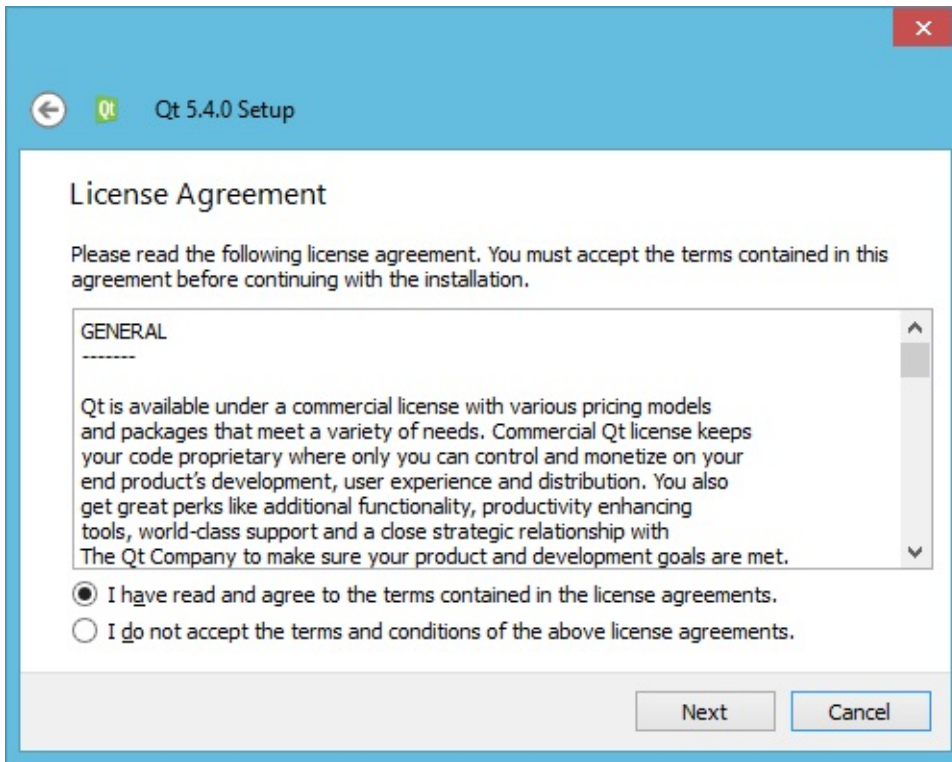 Qt 5.4.0 Setup
License Agreement
Please read the following license agreement. You must accept the terms contained in this
agreement before continuing with the installation.
GENERAL
-------
Qt is available under a commercial license with various pricing models
and packages that meet a variety of needs. Commercial Qt license keeps
your code proprietary where only you can control and monetize on your
end product's development, user experience and distribution. You also
get great perks like additional functionality, productivity enhancing
tools, world-class support and a close strategic relationship with
The Qt Company to make sure your product and development goals are met.
I have read and agree to the terms contained in the license agreements.
I do not accept the terms and conditions of the above license agreements.
Next Cancel